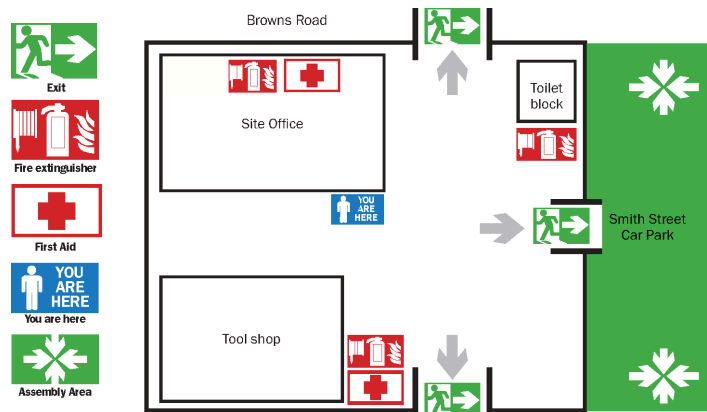 Browns Road
Exit
Fire extinguisher
First Aid
YOU
ARE
HERE
You are here
Assembly Area
Site Office
Toilet
block
YOU
ARE
HERE
Smith Street
Car Park
Tool shop